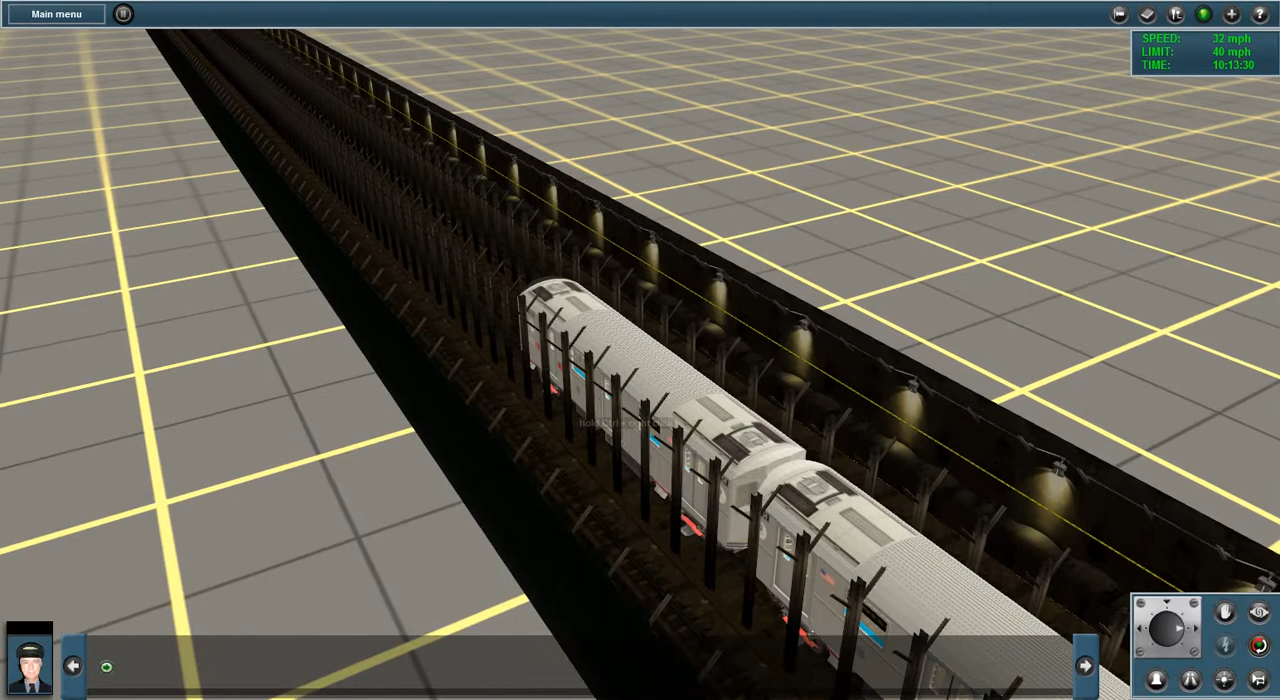 Main menu
SPEED: 32 mph
LIMIT: 40 mph
TIME: 10:13:30
?